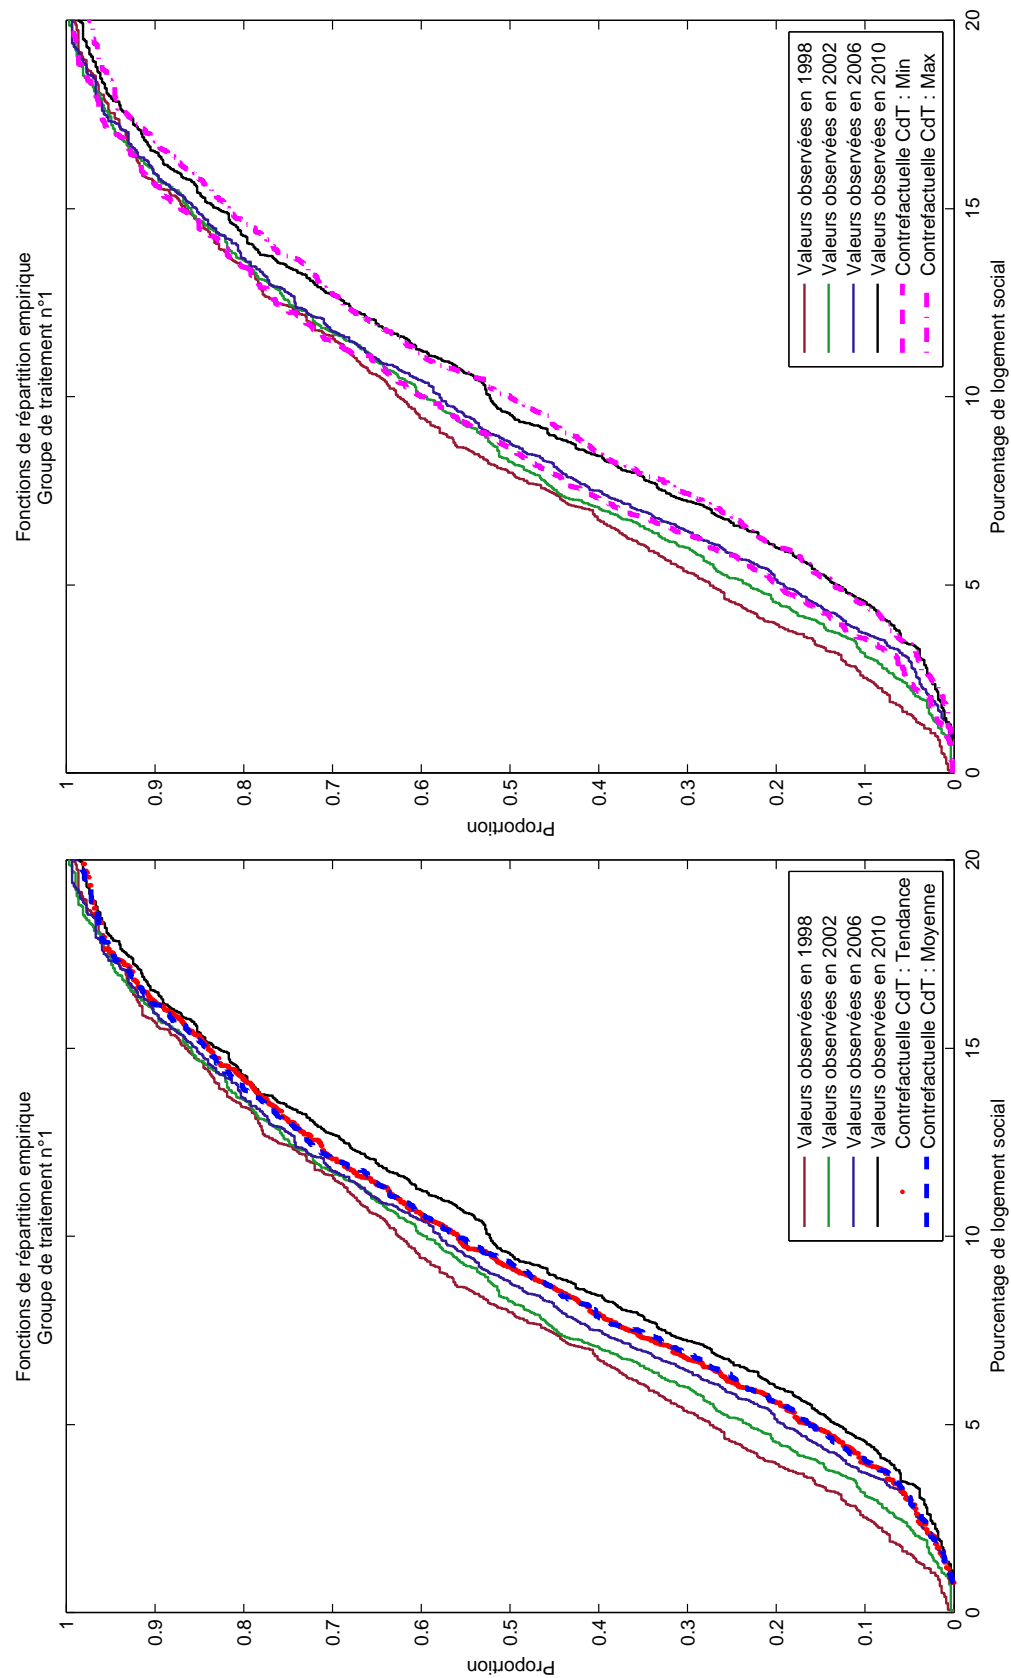 Fonctions de répartition empirique
Groupe de traitement n°1
1
0.9
0.8
0.7
0.6
0.5
0.4
0.3
0.2
0.1
0
Proportion
0
5
10
15
20
Pourcentage de logement social
Valeurs observées en 1998
Valeurs observées en 2002
Valeurs observées en 2006
Valeurs observées en 2010
Contrefactuelle CdT : Tendance
Contrefactuelle CdT : Moyenne
Fonctions de répartition empirique
Groupe de traitement n°1
1
0.9
0.8
0.7
0.6
0.5
0.4
0.3
0.2
0.1
0
Proportion
0
5
10
15
20
Pourcentage de logement social
Valeurs observées en 1998
Valeurs observées en 2002
Valeurs observées en 2006
Valeurs observées en 2010
Contrefactuelle CdT : Min
Contrefactuelle CdT : Max